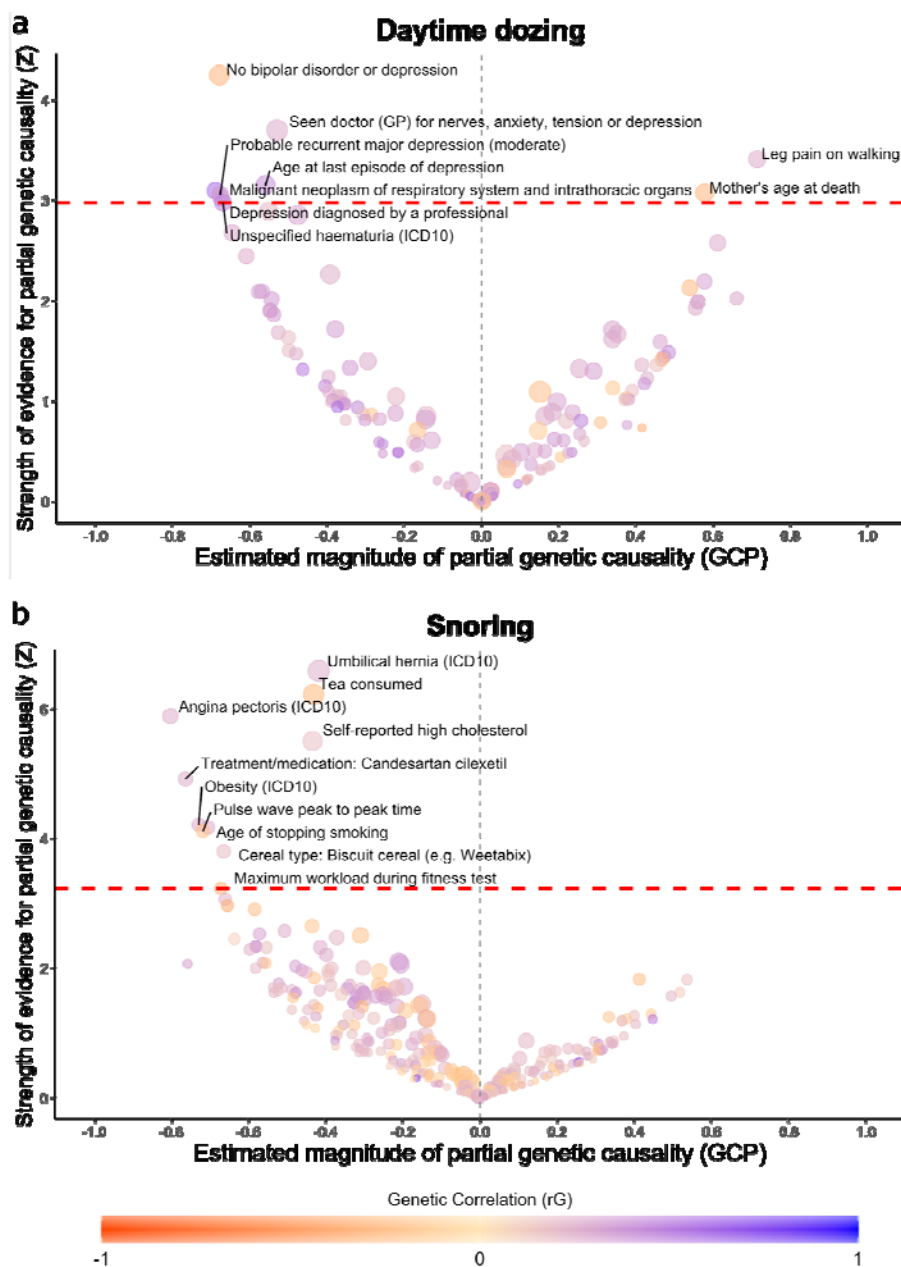 a
Daytime dozing
Strength of evidence for partial genetic causality (Z)
4
3
2
1
0
No bipolar disorder or depression
Seen doctor (GP) for nerves, anxiety, tension or depression
Probable recurrent major depression (moderate)
Leg pain on walking
Age at last episode of depression
Malignant neoplasm of respiratory system and intrathoracic organs
Mother's age at death
Depression diagnosed by a professional
Unspecified haematuria (ICD10)
-1.0 -0.8 -0.6 -0.4 -0.2 0.0 0.2 0.4 0.6 0.8 1.0
Estimated magnitude of partial genetic causality (GCP)
b
Snoring
Strength of evidence for partial genetic causality (Z)
6
4
2
0
Umbilical hernia (ICD10)
Tea consumed
Angina pectoris (ICD10)
Self-reported high cholesterol
Treatment/medication: Candesartan cilexetil
Obesity (ICD10)
Pulse wave peak to peak time
Age of stopping smoking
Cereal type: Biscuit cereal (e.g. Weetabix)
Maximum workload during fitness test
-1.0 -0.8 -0.6 -0.4 -0.2 0.0 0.2 0.4 0.6 0.8 1.0
Estimated magnitude of partial genetic causality (GCP)
Genetic Correlation (rG)
-1 0 1